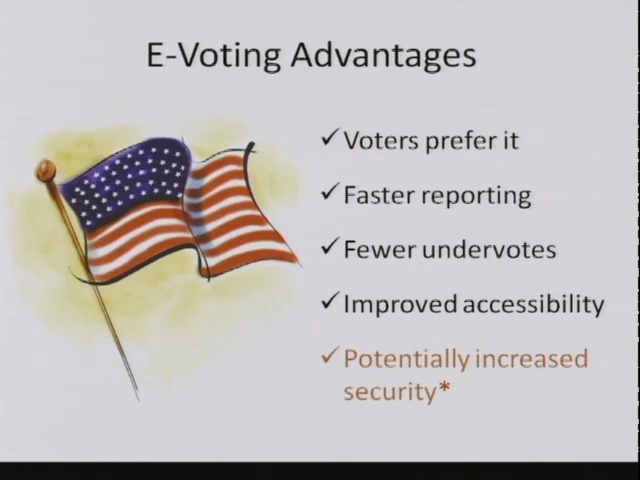 E-Voting Advantages
✓Voters prefer it
✓Faster reporting
✓Fewer undervotes
✓Improved accessibility
✓Potentially increased
security*